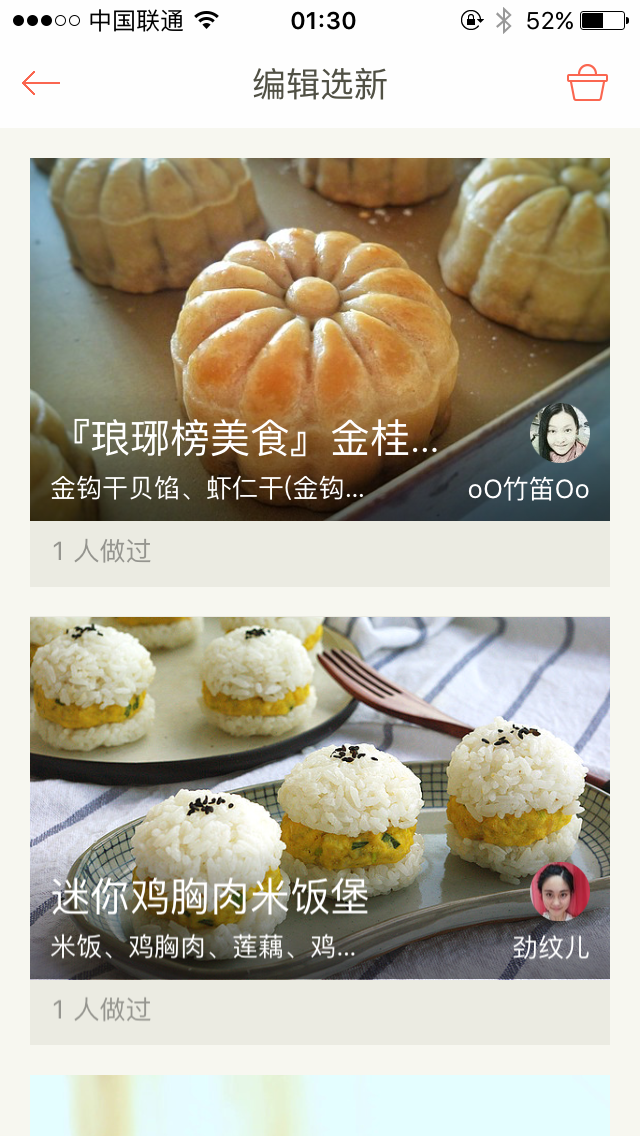 中国联通 01:30 52%
编辑选新
『琅琊榜美食』金桂...
金钩干贝馅、虾仁干(金钩... oO竹笛Oo
1 人做过
迷你鸡胸肉米饭堡
米饭、鸡胸肉、莲藕、鸡... 劲纹儿
1 人做过